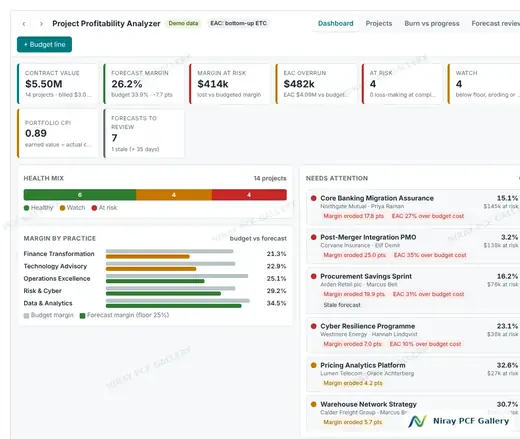 Project Profitability Analyzer
Demo data
EAC: bottom-up ETC
Dashboard
Projects
Burn vs progress
Forecast review
+ Budget line
CONTRACT VALUE
$5.50M
14 projects · billed $3.0...
FORECAST MARGIN
26.2%
budget 33.9% · -7.7 pts
MARGIN AT RISK
$414k
lost vs budgeted margin
EAC OVERRUN
$482k
EAC $4.06M vs budget...
AT RISK
4
0 loss-making at compl...
WATCH
4
below floor, eroding or ...
PORTFOLIO CPI
0.89
earned value ÷ actual c...
FORECASTS TO REVIEW
7
1 stale (> 35 days)
HEALTH MIX
14 projects
6
4
4
Healthy
Watch
At risk
MARGIN BY PRACTICE
budget vs forecast
Finance Transformation
21.3%
Technology Advisory
22.9%
Operations Excellence
25.1%
Risk & Cyber
29.2%
Data & Analytics
34.5%
Budget margin
Forecast margin (floor 25%)
NEEDS ATTENTION
Core Banking Migration Assurance
15.1%
Northgate Mutual · Priya Raman
$145k at risk
Margin eroded 17.8 pts
EAC 27% over budget cost
Post-Merger Integration PMO
3.2%
Corvane Insurance · Elif Demir
$138k at risk
Margin eroded 25.0 pts
EAC 35% over budget cost
Procurement Savings Sprint
16.2%
Arden Retail plc · Marcus Bell
$76k at risk
Margin eroded 19.9 pts
EAC 31% over budget cost
Stale forecast
Cyber Resilience Programme
23.1%
Westmere Energy · Hannah Lindqvist
$38k at risk
Margin eroded 7.0 pts
EAC 10% over budget cost
Pricing Analytics Platform
32.6%
Lumen Telecom · Grace Achterberg
$27k at risk
Margin eroded 4.2 pts
Warehouse Network Strategy
30.7%
Calder Freight Group · Marcus
Margin eroded 5.7 pts
Niray PCF Gallery
NIRAY PCF GALLERY